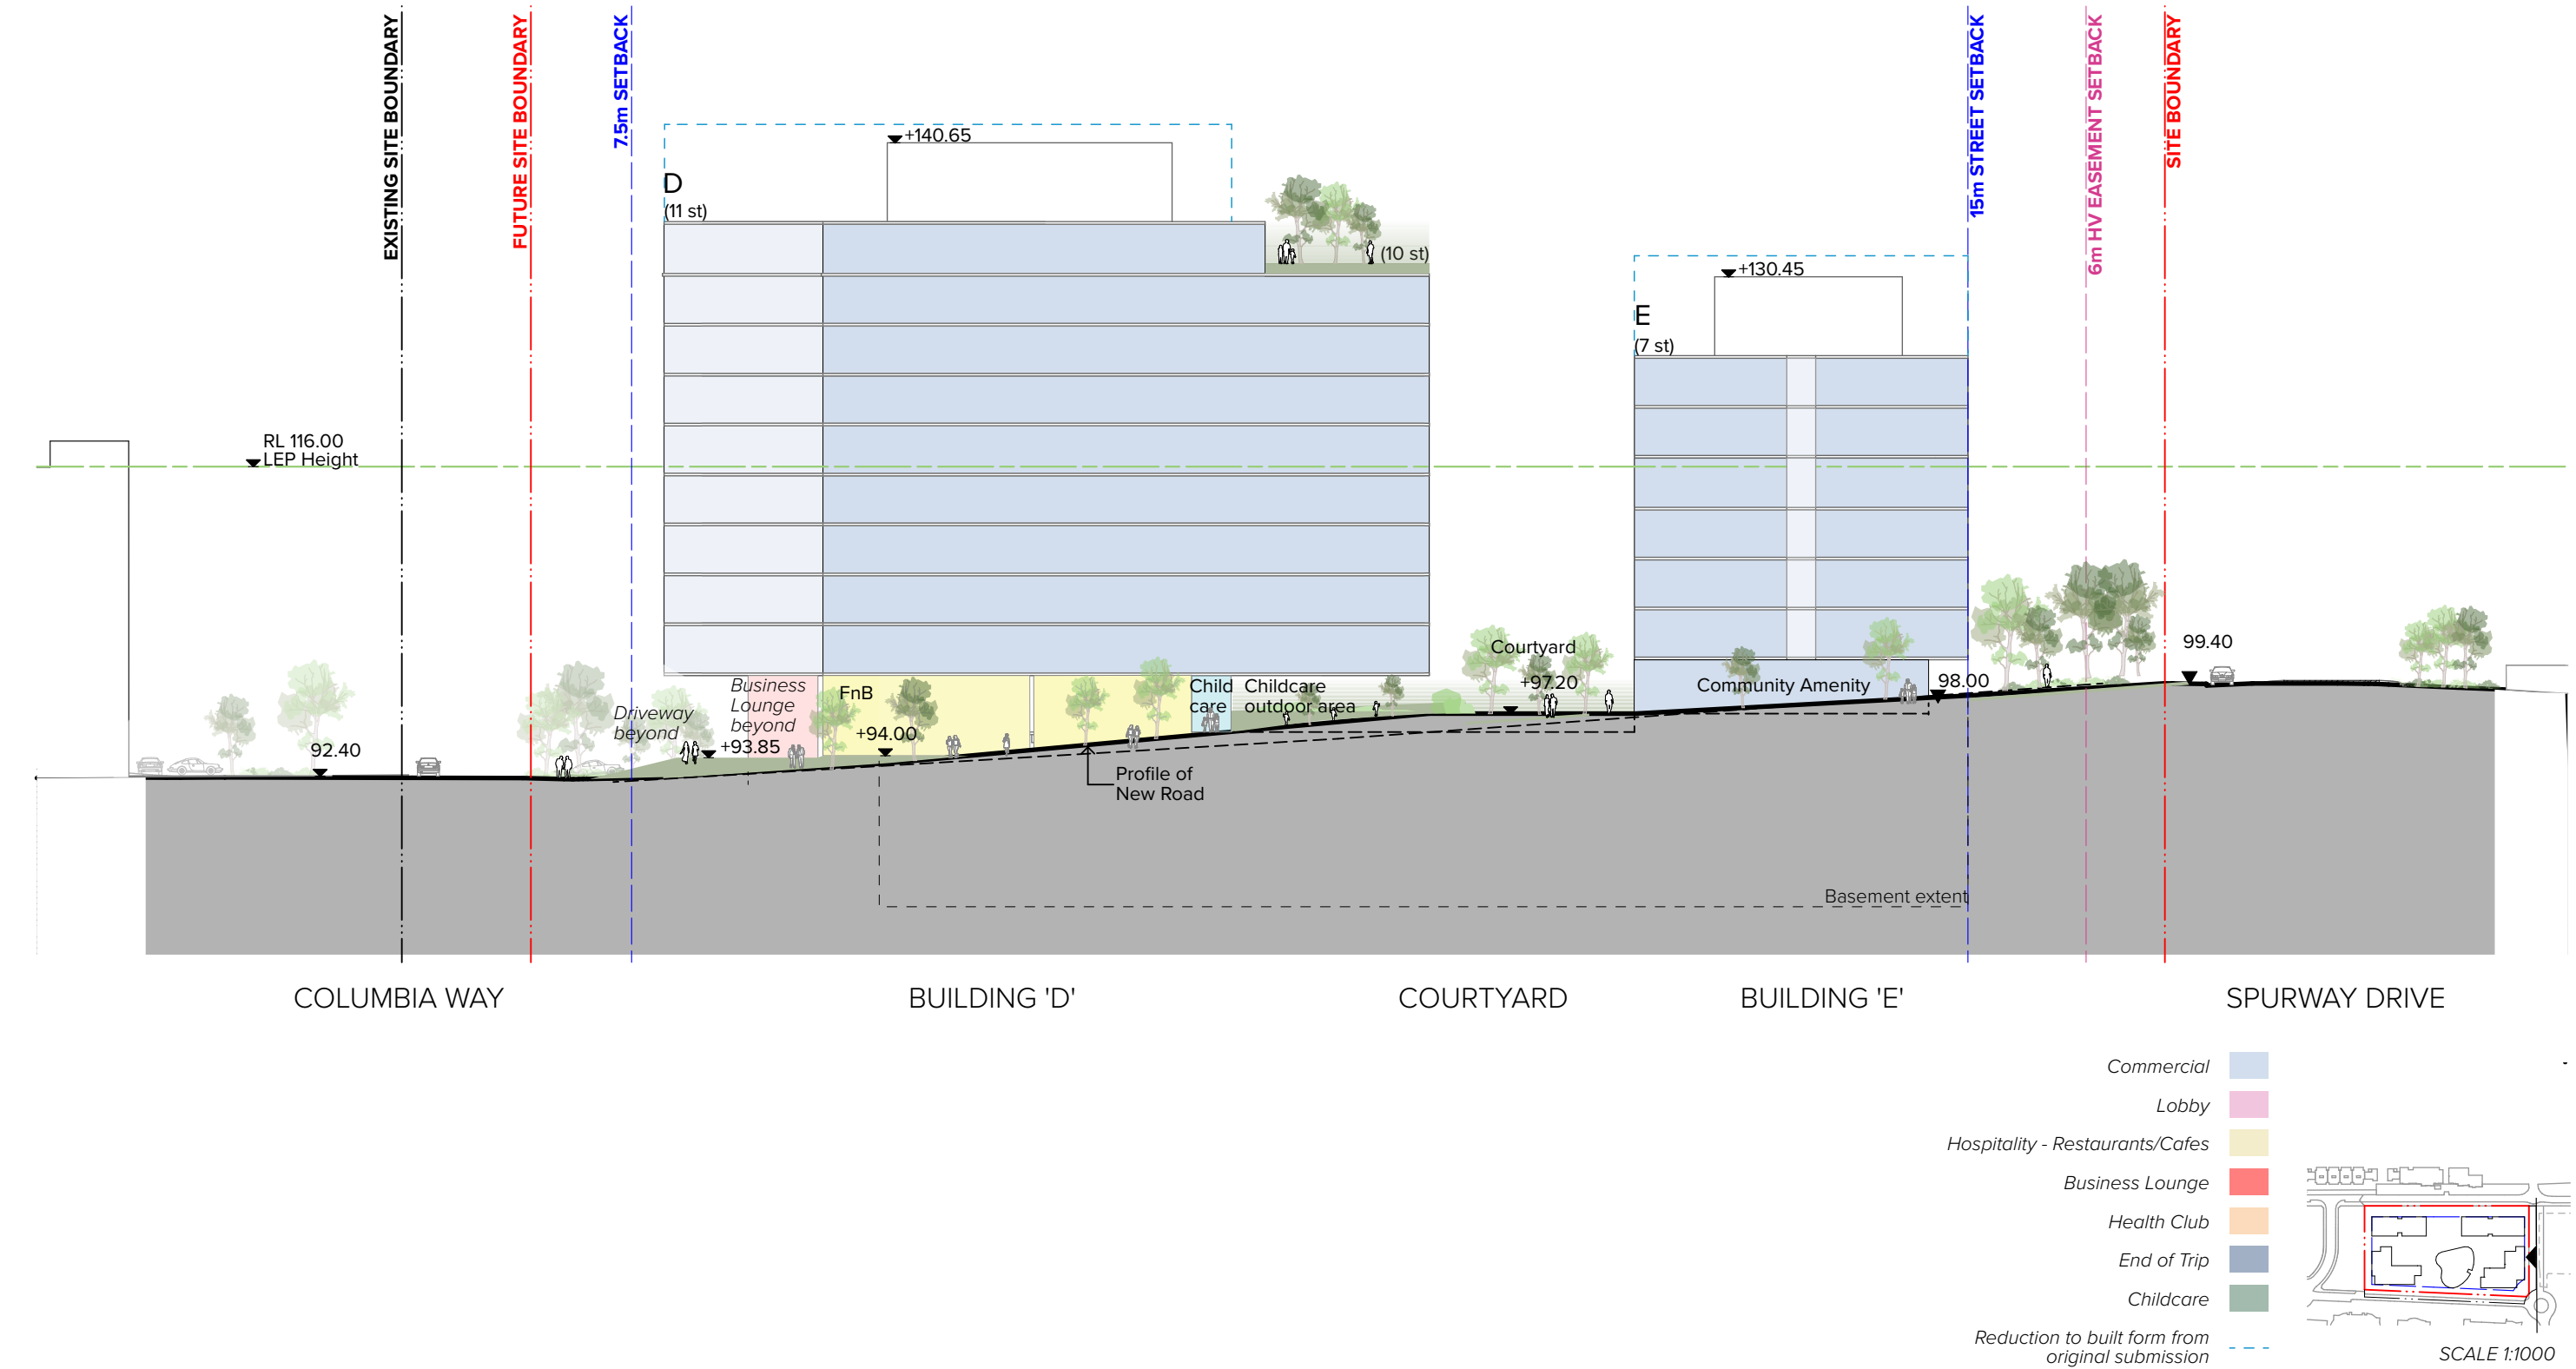 EXISTING SITE BOUNDARY
FUTURE SITE BOUNDARY
7.5m SETBACK
15m STREET SETBACK
6m HV EASEMENT SETBACK
SITE BOUNDARY
+140.65
D
(11 st)
(10 st)
+130.45
E
(7 st)
RL 116.00
LEP Height
Driveway
beyond
Business
Lounge
beyond
FnB
Child
care
Childcare
outdoor area
Courtyard
+97.20
Community Amenity
98.00
99.40
92.40
+93.85
+94.00
Profile of
New Road
Basement extent
COLUMBIA WAY
BUILDING 'D'
COURTYARD
BUILDING 'E'
SPURWAY DRIVE
Commercial
Lobby
Hospitality - Restaurants/Cafes
Business Lounge
Health Club
End of Trip
Childcare
Reduction to built form from
original submission
SCALE 1:1000